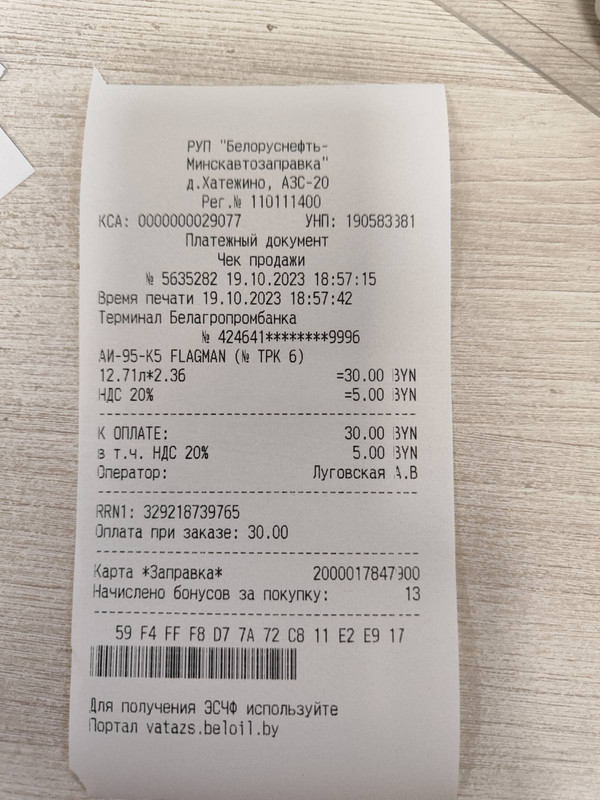 РУП "Белоруснефть-
Минскавтозаправка"
д.Хатежино, АЗС-20
Рег.№ 110111400
КСА: 0000000029077 УНП: 190583381
Платежный документ
Чек продажи
№ 5635282 19.10.2023 18:57:15
Время печати 19.10.2023 18:57:42
Терминал Белагропромбанка
№ 424641********9996
АИ-95-К5 FLAGMAN (№ ТРК 6)
12.71л*2.36 =30.00 BYN
НДС 20% =5.00 BYN
К ОПЛАТЕ: 30.00 BYN
в т.ч. НДС 20% 5.00 BYN
Оператор: Луговская А.В
RRN1: 329218739765
Оплата при заказе: 30.00
Карта *Заправка* 2000017847900
Начислено бонусов за покупку: 13
59 F4 FF F8 D7 7A 72 C8 11 E2 E9 17
Для получения ЭСЧФ используйте
Портал vatazs.beloil.by